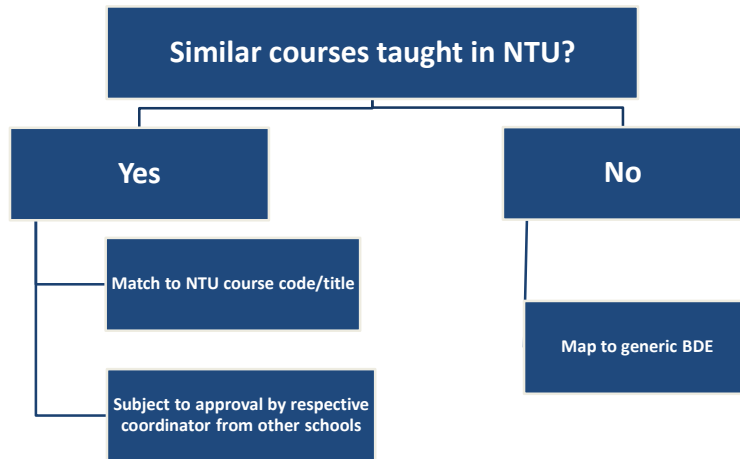 Similar courses taught in NTU?
Yes
No
Match to NTU course code/title
Map to generic BDE
Subject to approval by respective
coordinator from other schools